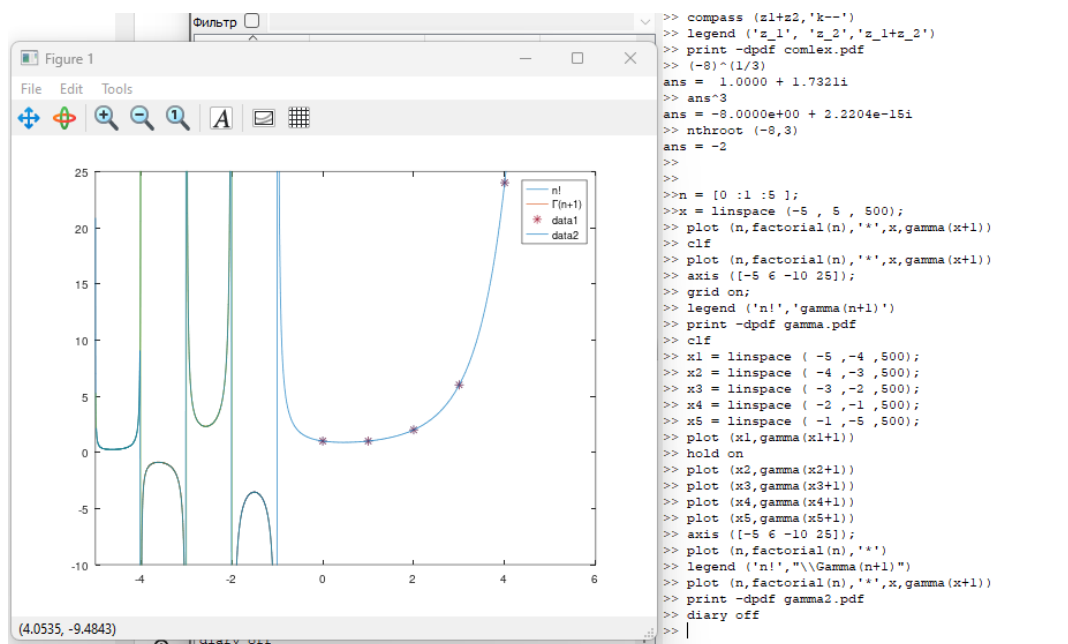 Фильтр
Figure 1
File Edit Tools
25
20
15
10
5
0
-5
-10
-4
-2
0
2
4
6
n!
Γ(n+1)
data1
data2
(4.0535, -9.4843)
diary off
>> compass (z1+z2,'k--')
>> legend ('z_1', 'z_2','z_1+z_2')
>> print -dpdf comlex.pdf
>> (-8)^(1/3)
ans =  1.0000 + 1.7321i
>> ans^3
ans = -8.0000e+00 + 2.2204e-15i
>> nthroot (-8,3)
ans = -2
>>
>>
>>n = [0 :1 :5 ];
>>x = linspace (-5 , 5 , 500);
>> plot (n,factorial(n),'*',x,gamma(x+1))
>> clf
>> plot (n,factorial(n),'*',x,gamma(x+1))
>> axis ([-5 6 -10 25]);
>> grid on;
>> legend ('n!','gamma(n+1)')
>> print -dpdf gamma.pdf
>> clf
>> x1 = linspace ( -5 ,-4 ,500);
>> x2 = linspace ( -4 ,-3 ,500);
>> x3 = linspace ( -3 ,-2 ,500);
>> x4 = linspace ( -2 ,-1 ,500);
>> x5 = linspace ( -1 ,-5 ,500);
>> plot (x1,gamma(x1+1))
>> hold on
>> plot (x2,gamma(x2+1))
>> plot (x3,gamma(x3+1))
>> plot (x4,gamma(x4+1))
>> plot (x5,gamma(x5+1))
>> axis ([-5 6 -10 25]);
>> plot (n,factorial(n),'*')
>> legend ('n!',"\\Gamma(n+1)")
>> plot (n,factorial(n),'*',x,gamma(x+1))
>> print -dpdf gamma2.pdf
>> diary off
>>